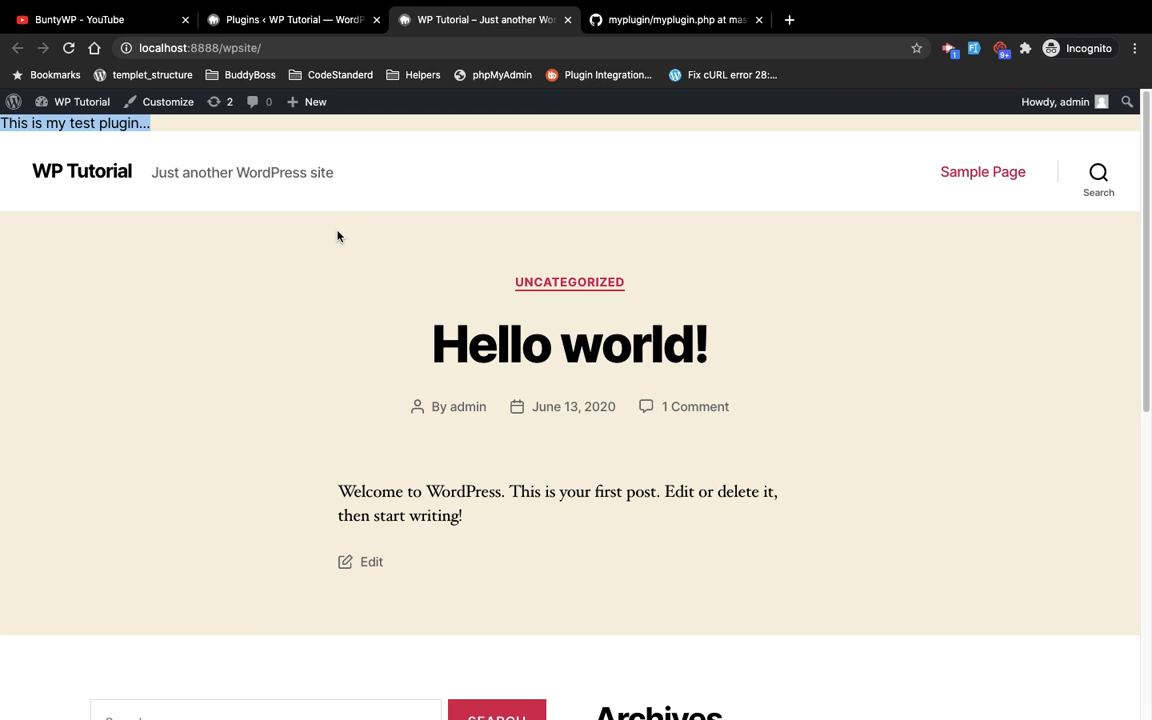 BuntyWP - YouTube
Plugins ‹ WP Tutorial — WordP
WP Tutorial – Just another Wor
myplugin/myplugin.php at mas
localhost:8888/wpsite/
Incognito
1
9+
Bookmarks
templet_structure
BuddyBoss
CodeStanderd
Helpers
phpMyAdmin
Plugin Integration...
Fix cURL error 28:...
WP Tutorial
Customize
2
0
New
Howdy, admin
This is my test plugin...
WP Tutorial
Just another WordPress site
Sample Page
Search
UNCATEGORIZED
Hello world!
By admin
June 13, 2020
1 Comment
Welcome to WordPress. This is your first post. Edit or delete it,
then start writing!
Edit
Archives